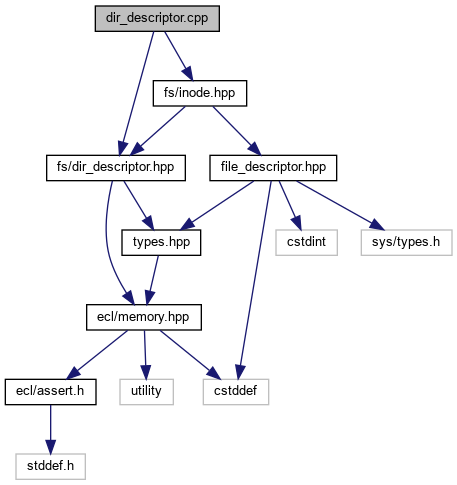 dir_descriptor.cpp
fs/inode.hpp
fs/dir_descriptor.hpp
file_descriptor.hpp
types.hpp
cstdint
sys/types.h
ecl/memory.hpp
ecl/assert.h
utility
cstddef
stddef.h